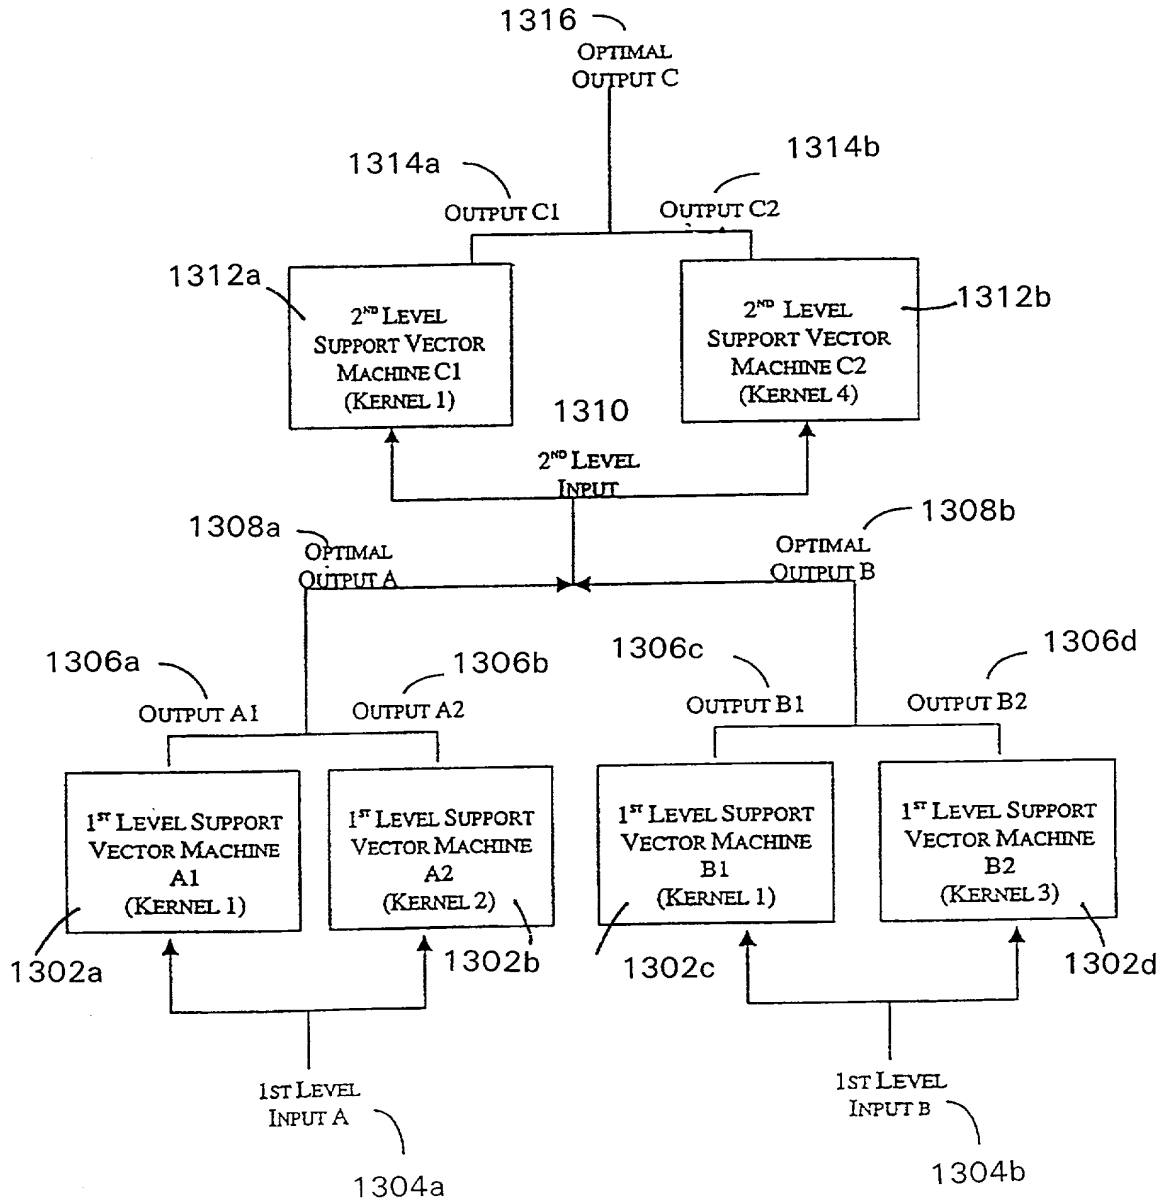 1316
OPTIMAL
OUTPUT C
1314a
1314b
OUTPUT C1
OUTPUT C2
1312a
2ND LEVEL
SUPPORT VECTOR
MACHINE C1
(KERNEL 1)
2ND LEVEL
SUPPORT VECTOR
MACHINE C2
(KERNEL 4)
1312b
1310
2ND LEVEL
INPUT
1308a
OPTIMAL
OUTPUT A
1308b
OPTIMAL
OUTPUT B
1306a
OUTPUT A1
1306b
OUTPUT A2
1306c
OUTPUT B1
1306d
OUTPUT B2
1ST LEVEL SUPPORT
VECTOR MACHINE
A1
(KERNEL 1)
1ST LEVEL SUPPORT
VECTOR MACHINE
A2
(KERNEL 2)
1ST LEVEL SUPPORT
VECTOR MACHINE
B1
(KERNEL 1)
1ST LEVEL SUPPORT
VECTOR MACHINE
B2
(KERNEL 3)
1302a
1302b
1302c
1302d
1ST LEVEL
INPUT A
1304a
1ST LEVEL
INPUT B
1304b